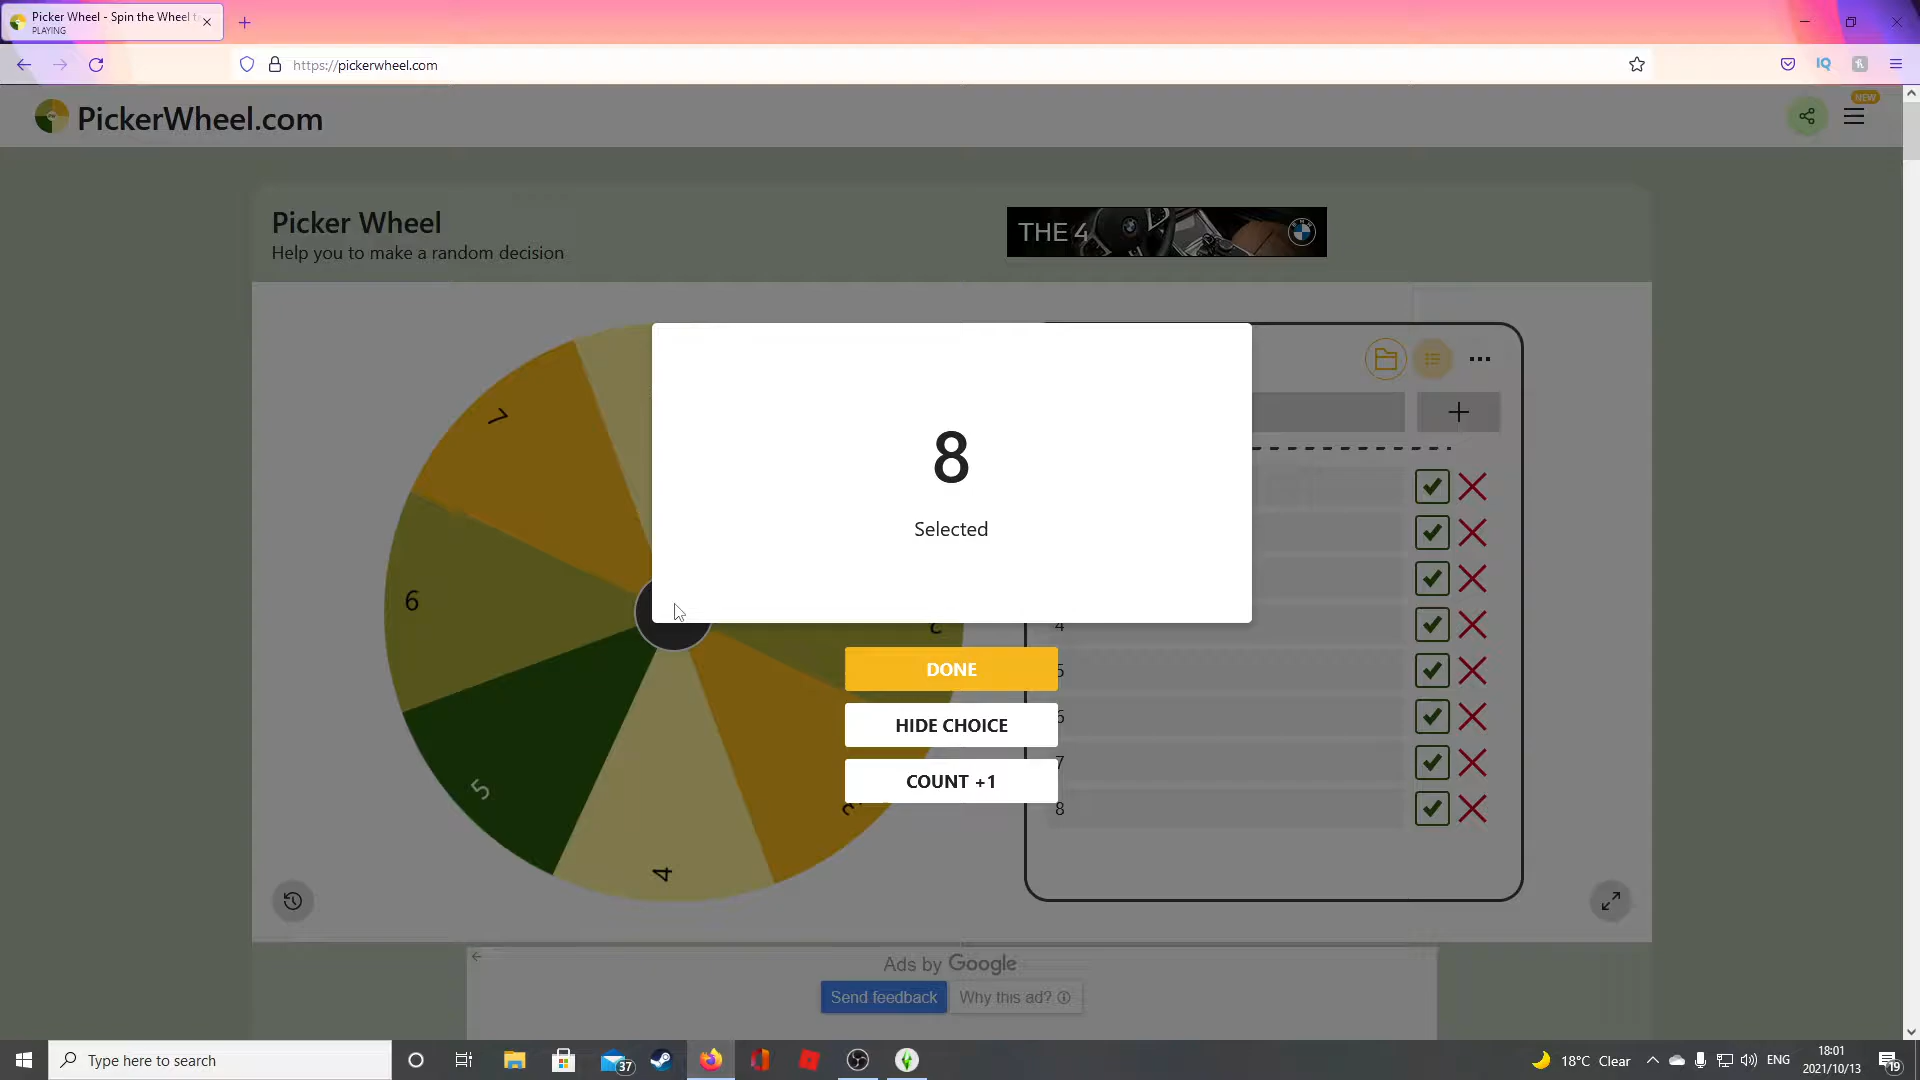 Picker Wheel - Spin the Wheel t
PLAYING
https://pickerwheel.com
IQ
PickerWheel.com
NEW
Picker Wheel
Help you to make a random decision
THE 4
7
6
5
4
8
Selected
DONE
HIDE CHOICE
COUNT +1
4
5
6
7
8
Ads by Google
Send feedback
Why this ad?
Type here to search
37
18°C Clear
ENG
18:01
2021/10/13
19